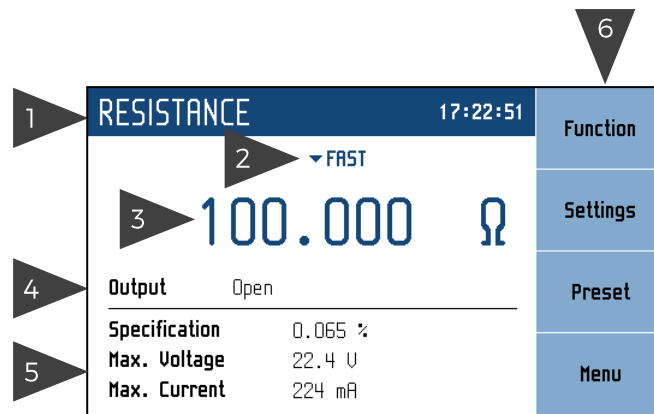 6
1
RESISTANCE 17:22:51
Function
2
FAST
3
100.000 Ω
Settings
4
Output Open
Preset
Specification 0.065 %
5
Max. Voltage 22.4 V
Max. Current 224 mA
Menu